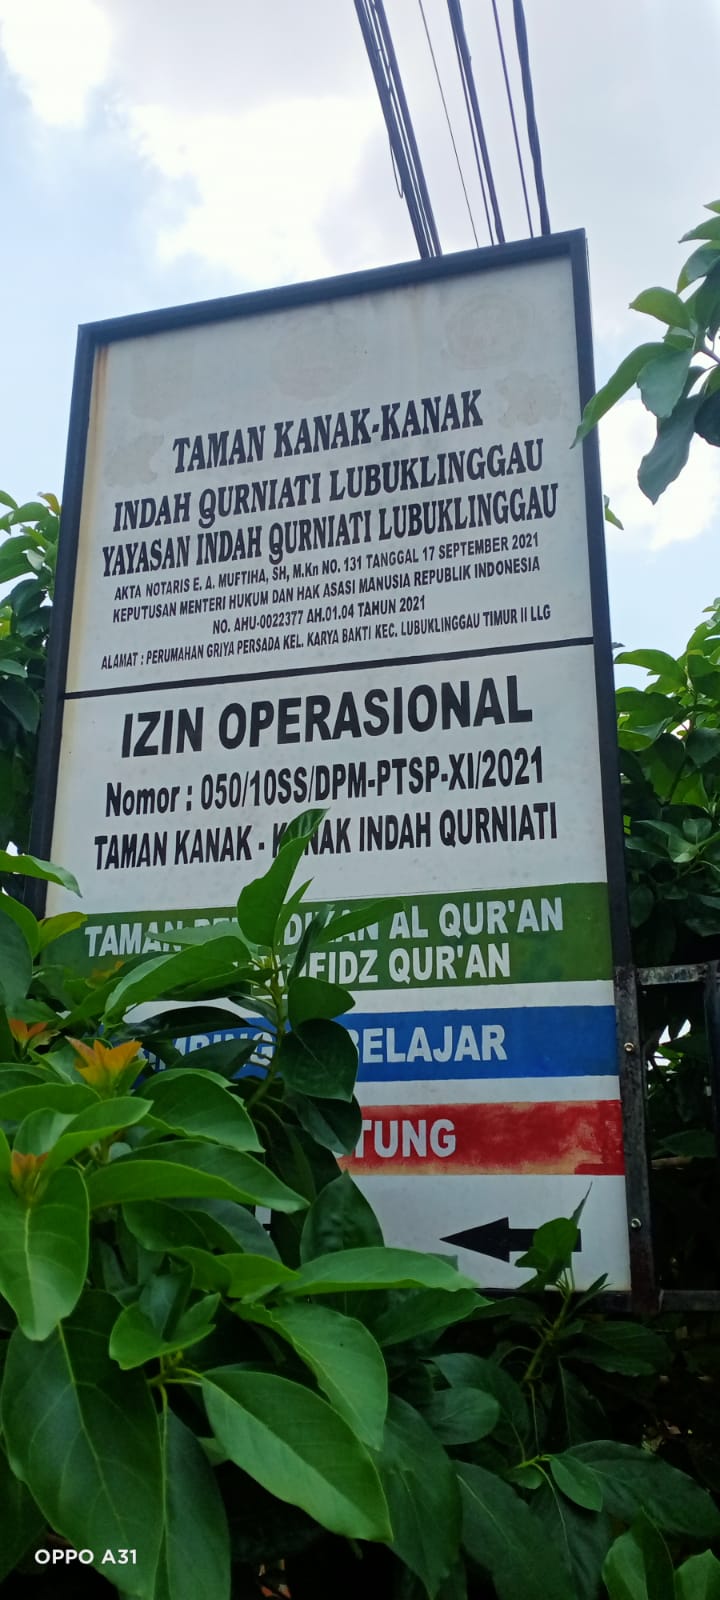 TAMAN KANAK-KANAK
INDAH QURNIATI LUBUKLINGGAU
YAYASAN INDAH QURNIATI LUBUKLINGGAU
AKTA NOTARIS E. A. MUFTIHA, SH, M.Kn NO. 131 TANGGAL 17 SEPTEMBER 2021
KEPUTUSAN MENTERI HUKUM DAN HAK ASASI MANUSIA REPUBLIK INDONESIA
NO. AHU-0022377 AH.01.04 TAHUN 2021
ALAMAT : PERUMAHAN GRIYA PERSADA KEL. KARYA BAKTI KEC. LUBUKLINGGAU TIMUR II LLG
IZIN OPERASIONAL
Nomor : 050/10SS/DPM-PTSP-XI/2021
TAMAN KANAK - KANAK INDAH QURNIATI
TAMAN AL QUR'AN
QUR'AN
BELAJAR
OPPO A31